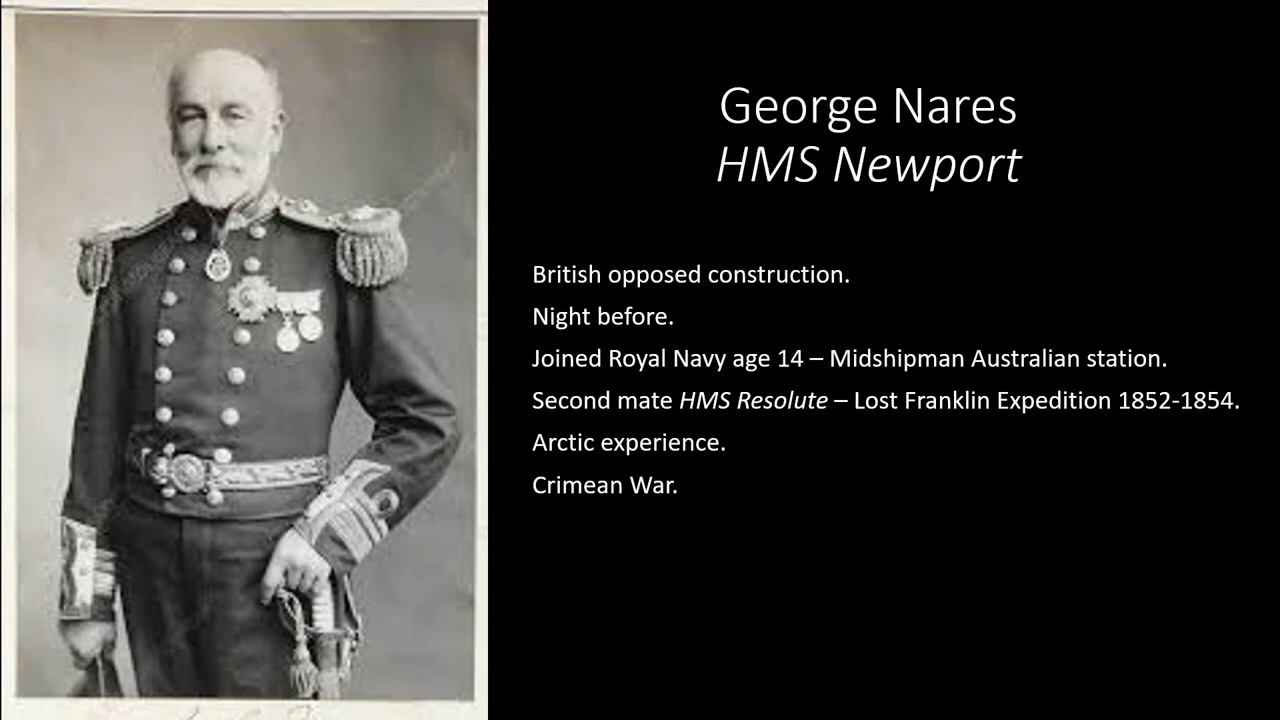 George Nares
HMS Newport
British opposed construction.
Night before.
Joined Royal Navy age 14 – Midshipman Australian station.
Second mate HMS Resolute – Lost Franklin Expedition 1852-1854.
Arctic experience.
Crimean War.